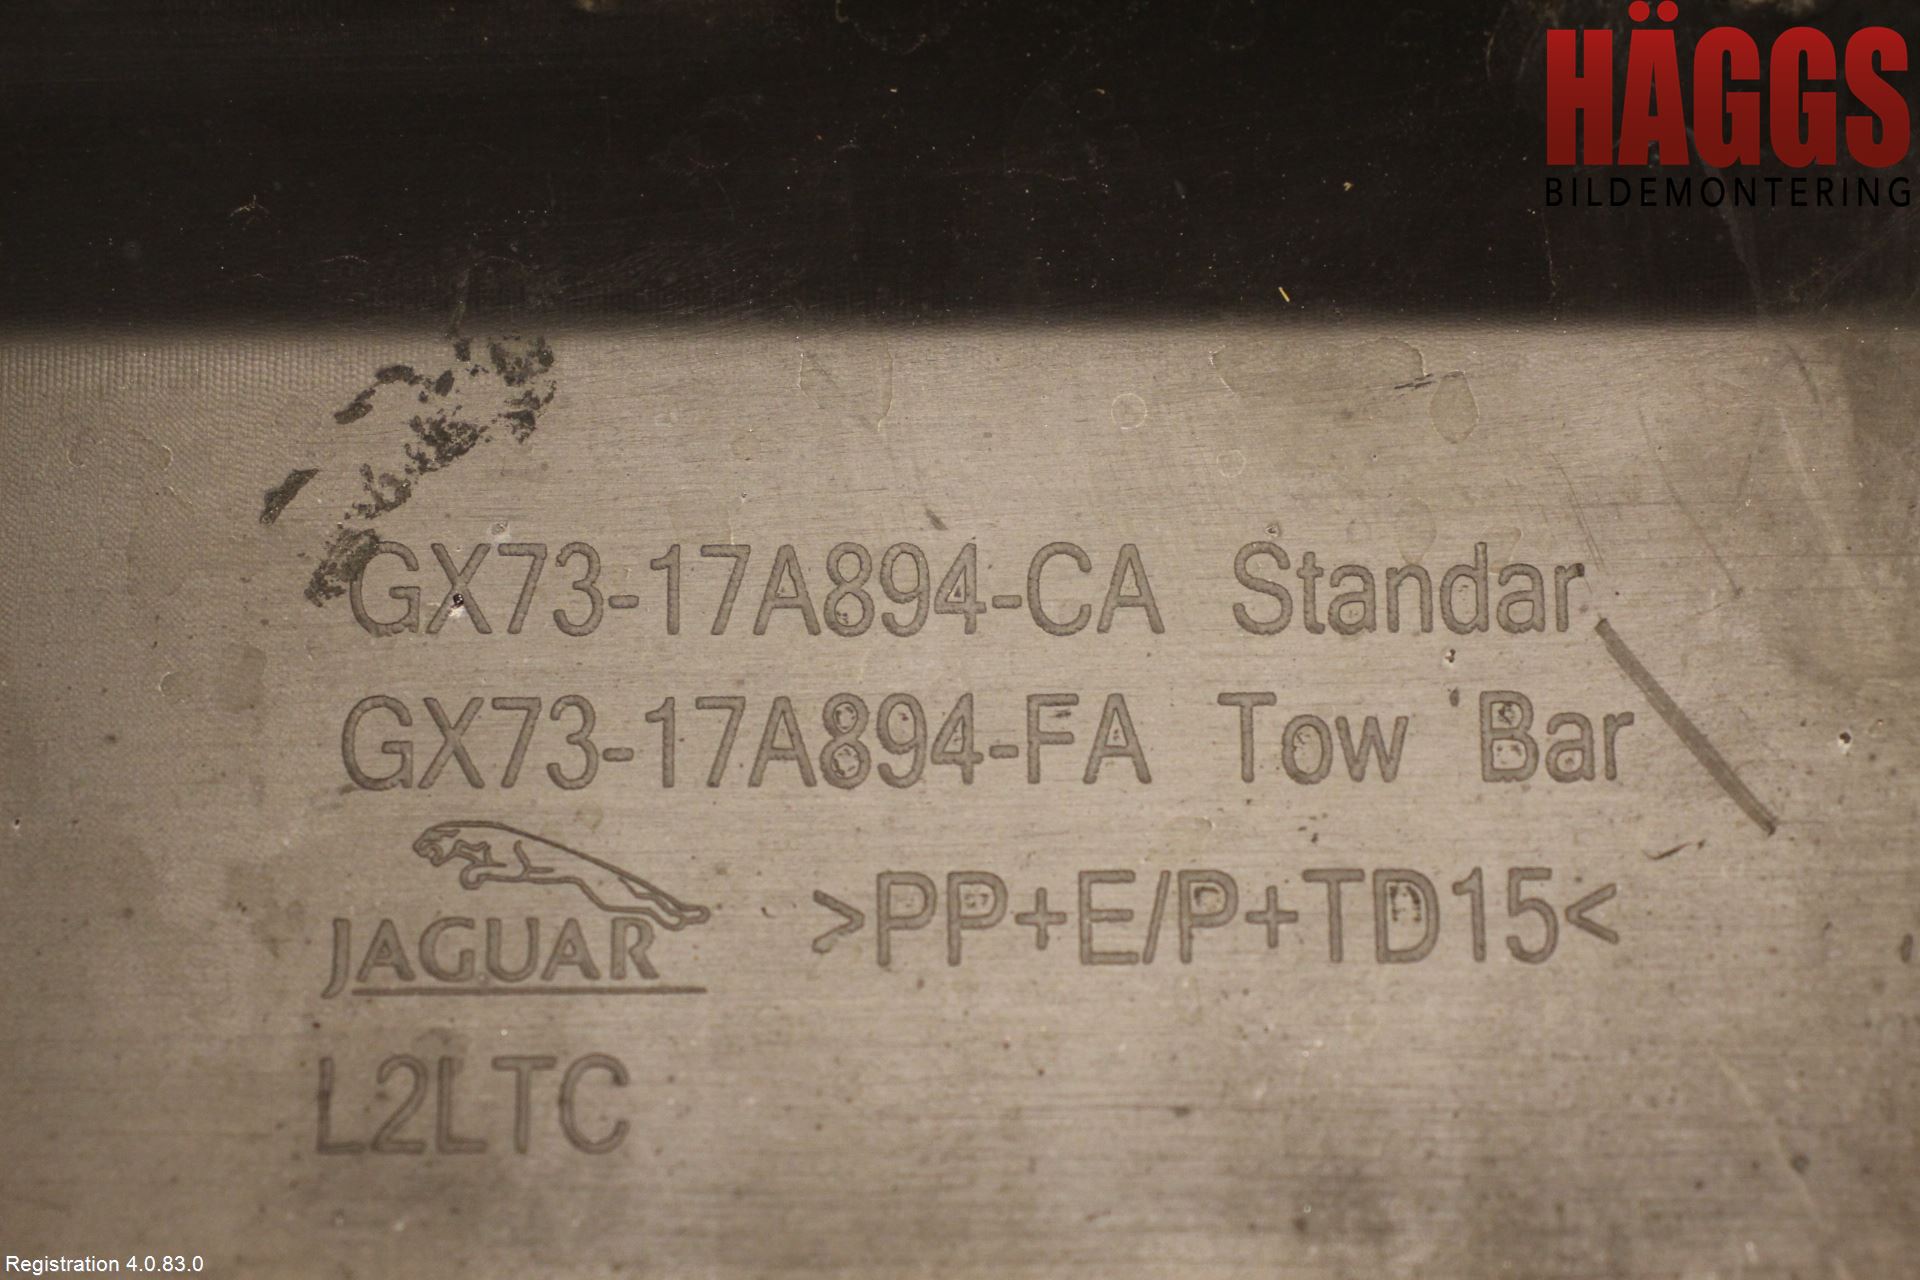 HÄGGS
BILDEMONTERING
GX73-17A894-CA Standar
GX73-17A894-FA Tow Bar
JAGUAR >PP+E/P+TD15<
L2LTC
Registration 4.0.83.0